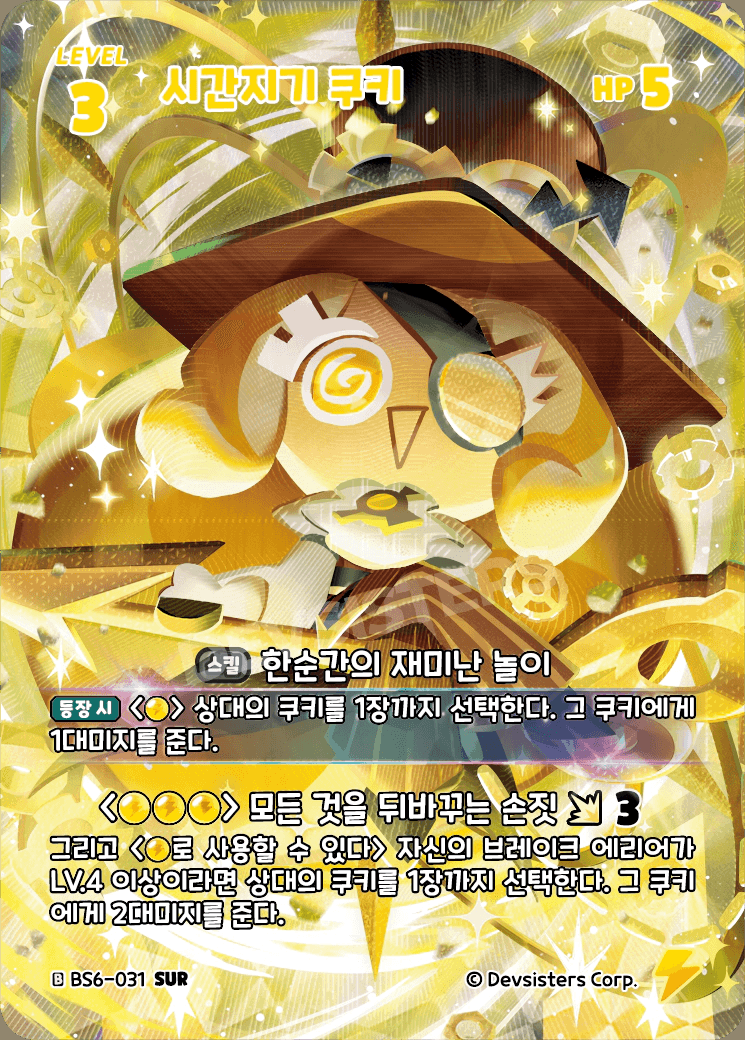 LEVEL
3
시간지기 쿠키
HP 5
스킬 한순간의 재미난 놀이
등장 시 < > 상대의 쿠키를 1장까지 선택한다. 그 쿠키에게
1대미지를 준다.
< > 모든 것을 뒤바꾸는 손짓 3
그리고 < 로 사용할 수 있다> 자신의 브레이크 에리어가
LV.4 이상이라면 상대의 쿠키를 1장까지 선택한다. 그 쿠키
에게 2대미지를 준다.
B BS6-031 SUR
© Devsisters Corp.